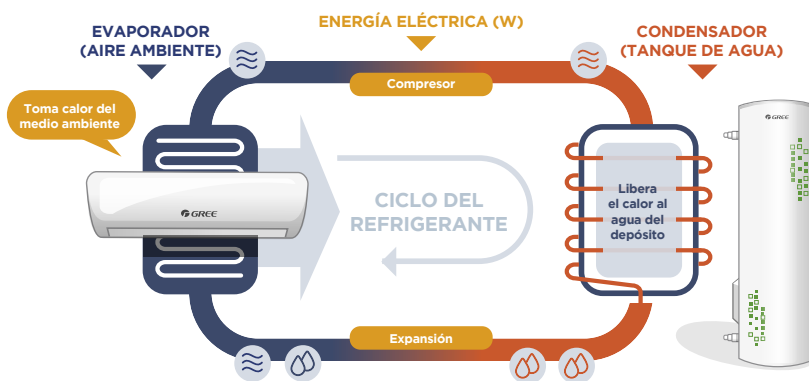 EVAPORADOR
(AIRE AMBIENTE)
ENERGÍA ELÉCTRICA (W)
CONDENSADOR
(TANQUE DE AGUA)
Compresor
Toma calor del
medio ambiente
GREE
CICLO DEL
REFRIGERANTE
Libera
el calor al
agua del
depósito
GREE
Expansión